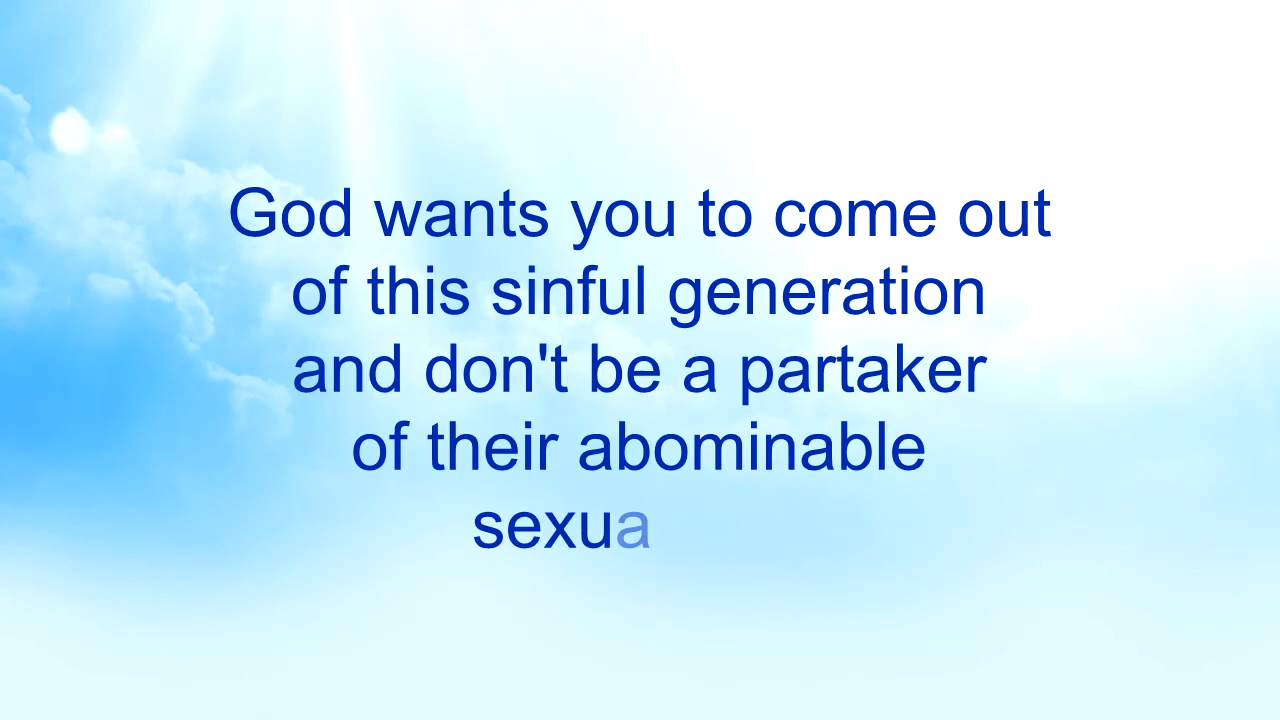 God wants you to come out
of this sinful generation
and don't be a partaker
of their abominable
sexua